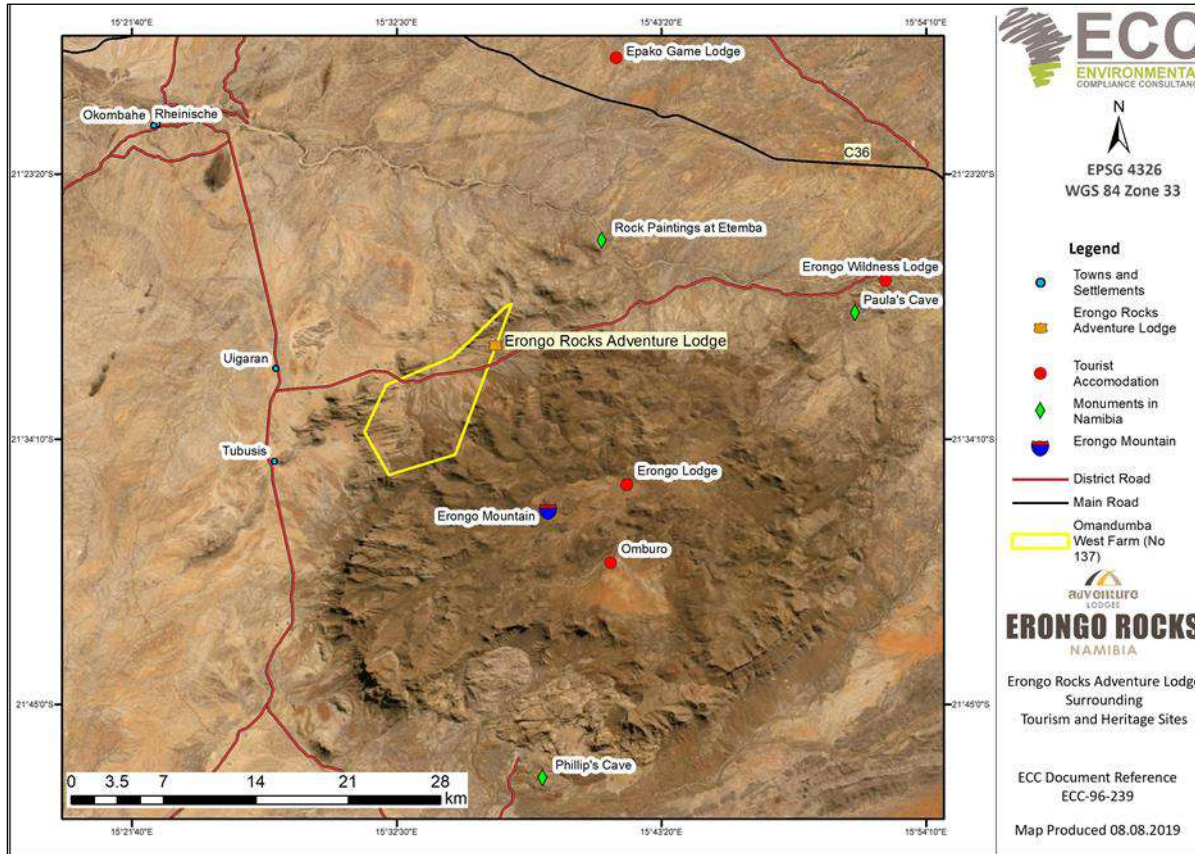 15°21'40"E 15°32'30"E 15°43'20"E 15°54'10"E
Epako Game Lodge
Okombahe Rheinische
C36
21°23'20"S 21°23'20"S
Rock Paintings at Etemba
Erongo Wildness Lodge
Paula's Cave
Erongo Rocks Adventure Lodge
Uigaran
21°34'10"S 21°34'10"S
Tubusis
Erongo Lodge
Erongo Mountain
Omburo
21°45'0"S 21°45'0"S
Phillip's Cave
0 3.5 7 14 21 28
km
15°21'40"E 15°32'30"E 15°43'20"E 15°54'10"E
ECC
ENVIRONMENTA
COMPLIANCE CONSULTANC
N
EPSG 4326
WGS 84 Zone 33
Legend
Towns and
Settlements
Erongo Rocks
Adventure Lodge
Tourist
Accomodation
Monuments in
Namibia
Erongo Mountain
District Road
Main Road
Omandumba
West Farm (No
137)
adventure
LODGES
ERONGO ROCKS
NAMIBIA
Erongo Rocks Adventure Lodge
Surrounding
Tourism and Heritage Sites
ECC Document Reference
ECC-96-239
Map Produced 08.08.2019